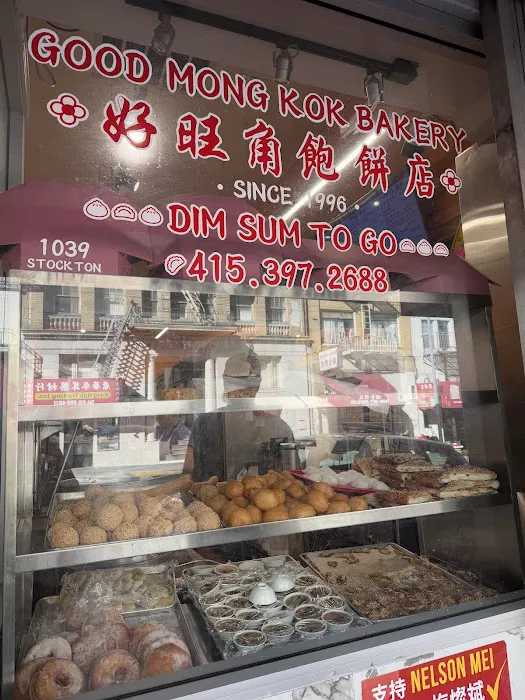 GOOD MONG KOK BAKERY
好旺角飽餅店
· SINCE 1996 ·
DIM SUM TO GO
1039
STOCKTON
415.397.2688
支持 NELSON MEI